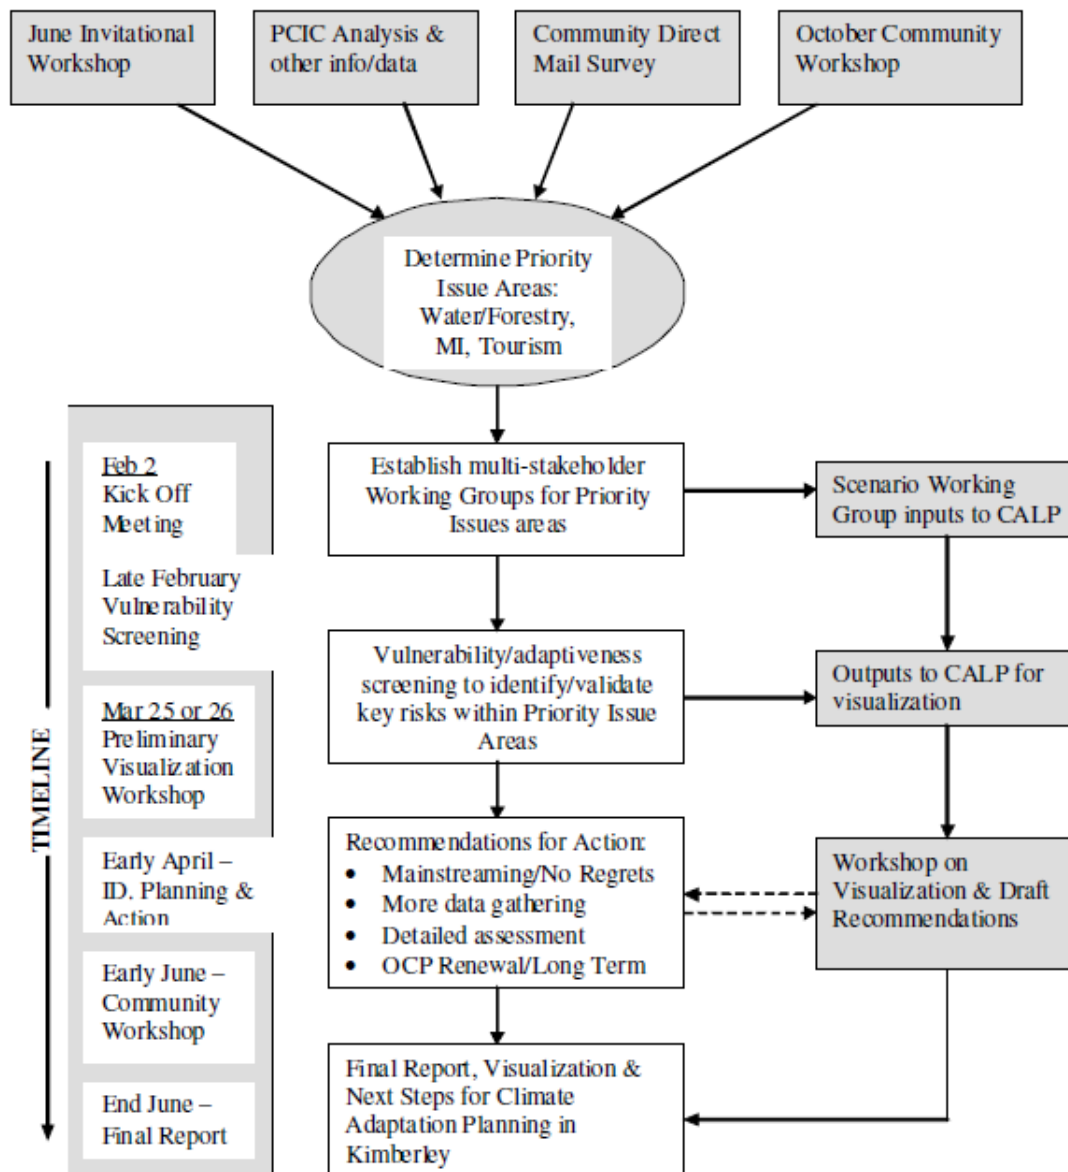 June Invitational
Workshop
PCIC Analysis &
other info/data
Community Direct
Mail Survey
October Community
Workshop
Determine Priority
Issue Areas:
Water/Forestry,
MI, Tourism
TIMELINE
Feb 2
Kick Off
Meeting
Late February
Vulnerability
Screening
Mar 25 or 26
Preliminary
Visualization
Workshop
Early April –
ID. Planning &
Action
Early June –
Community
Workshop
End June –
Final Report
Establish multi-stakeholder
Working Groups for Priority
Issues areas
Scenario Working
Group inputs to CALP
Vulnerability/adaptiveness
screening to identify/validate
key risks within Priority Issue
Areas
Outputs to CALP for
visualization
Recommendations for Action:
• Mainstreaming/No Regrets
• More data gathering
• Detailed assessment
• OCP Renewal/Long Term
Workshop on
Visualization & Draft
Recommendations
Final Report, Visualization &
Next Steps for Climate
Adaptation Planning in
Kimberley